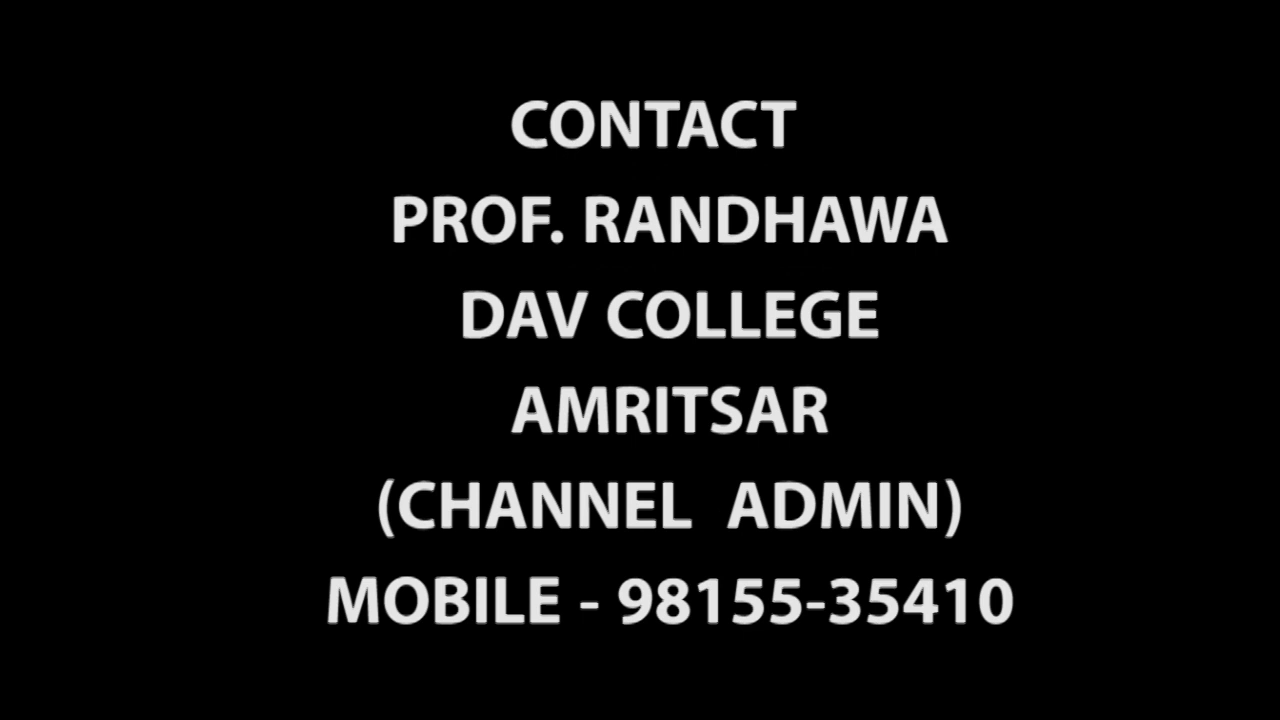 CONTACT
PROF. RANDHAWA
DAV COLLEGE
AMRITSAR
(CHANNEL ADMIN)
MOBILE - 98155-35410